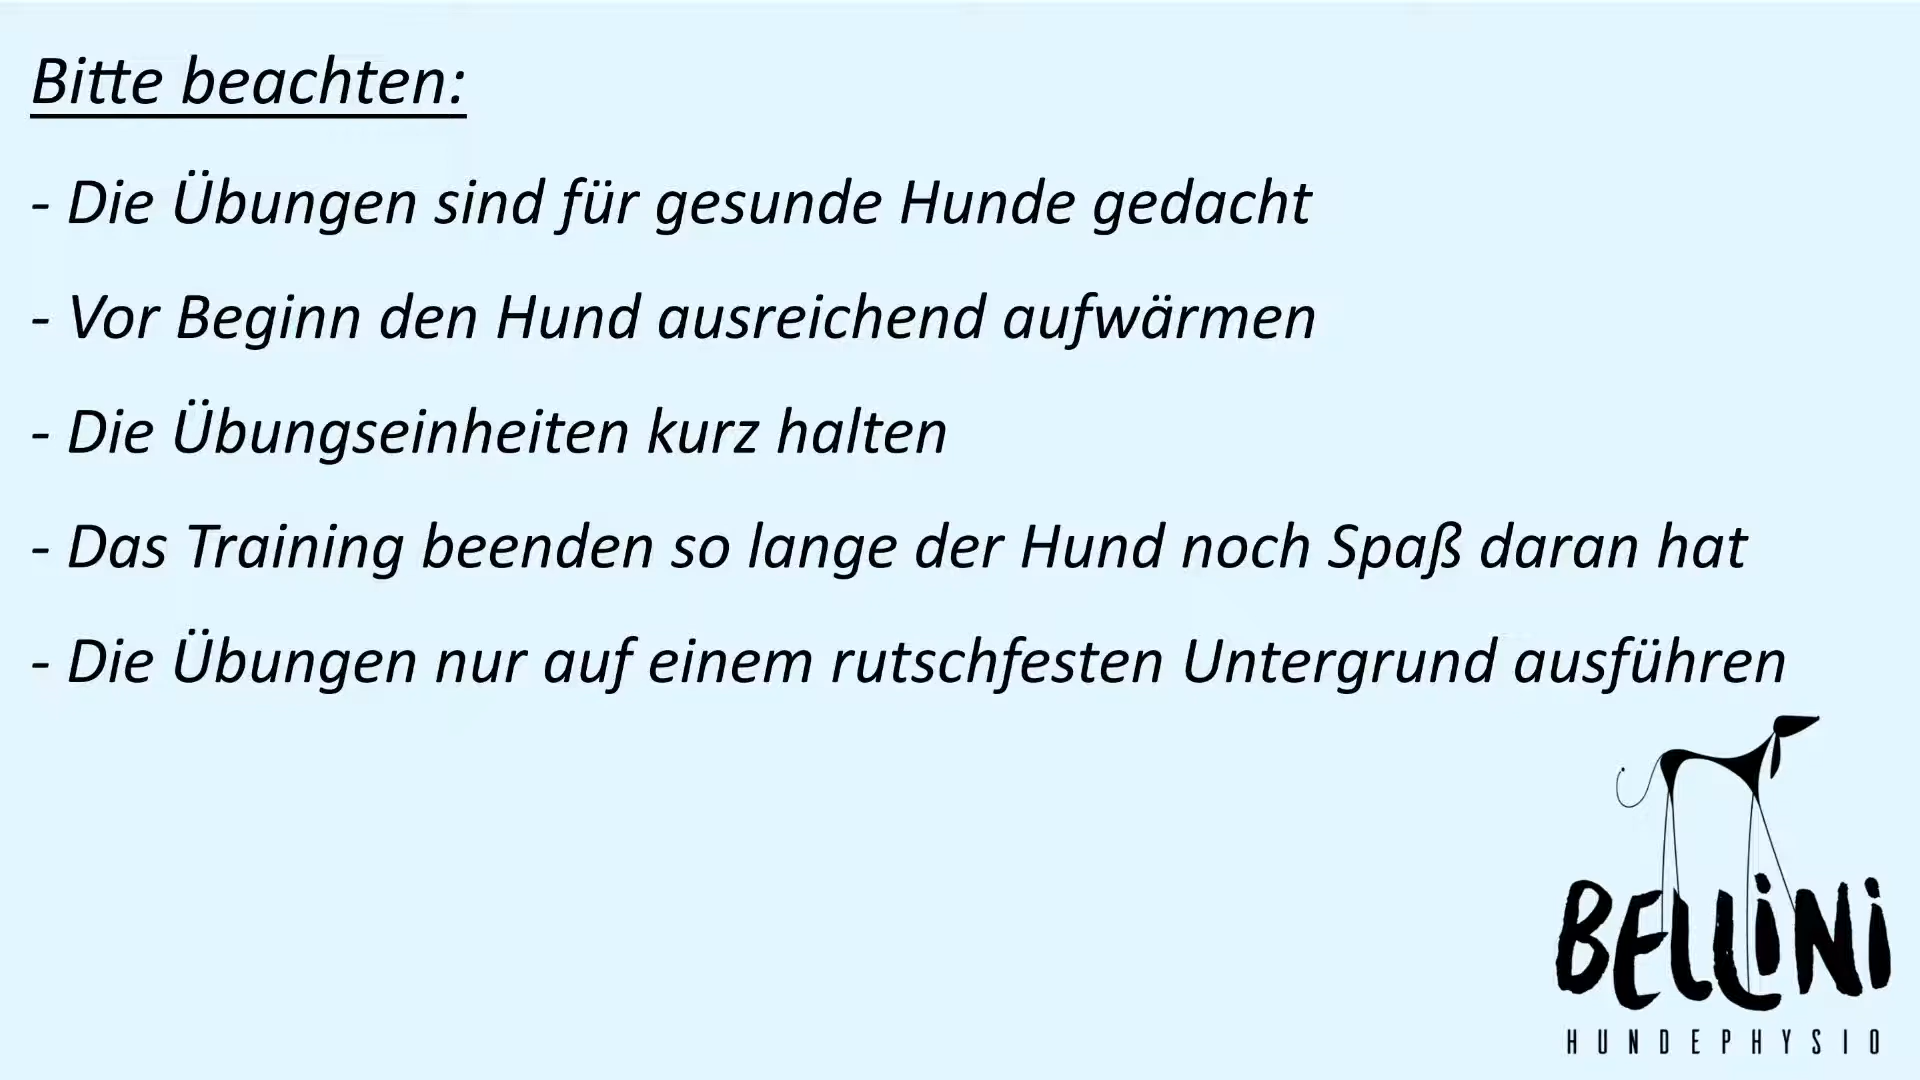 Bitte beachten:
- Die Übungen sind für gesunde Hunde gedacht
- Vor Beginn den Hund ausreichend aufwärmen
- Die Übungseinheiten kurz halten
- Das Training beenden so lange der Hund noch Spaß daran hat
- Die Übungen nur auf einem rutschfesten Untergrund ausführen
BELLiNi
HUNDEPHYSIO